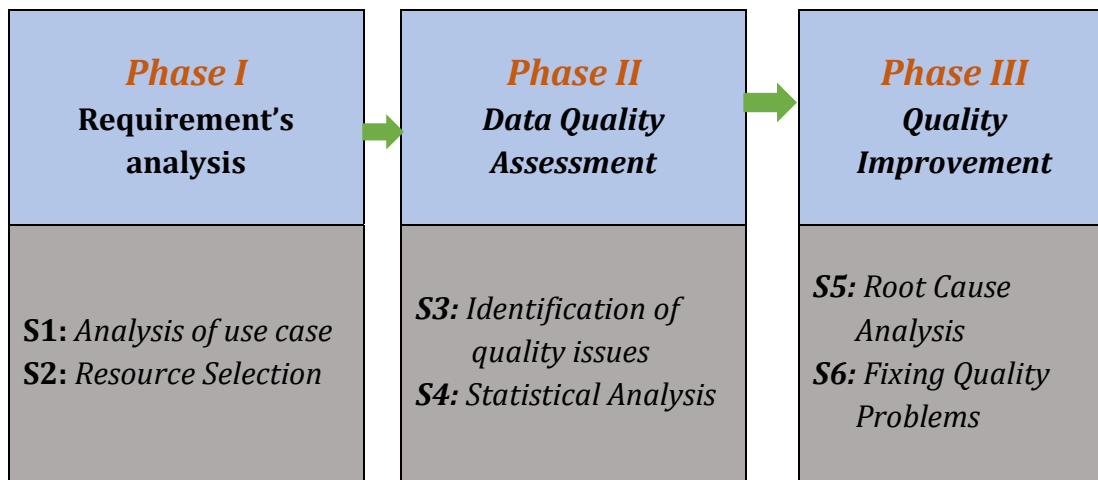 Phase I
Requirement’s
analysis
S1: Analysis of use case
S2: Resource Selection
Phase II
Data Quality
Assessment
S3: Identification of
quality issues
S4: Statistical Analysis
Phase III
Quality
Improvement
S5: Root Cause
Analysis
S6: Fixing Quality
Problems